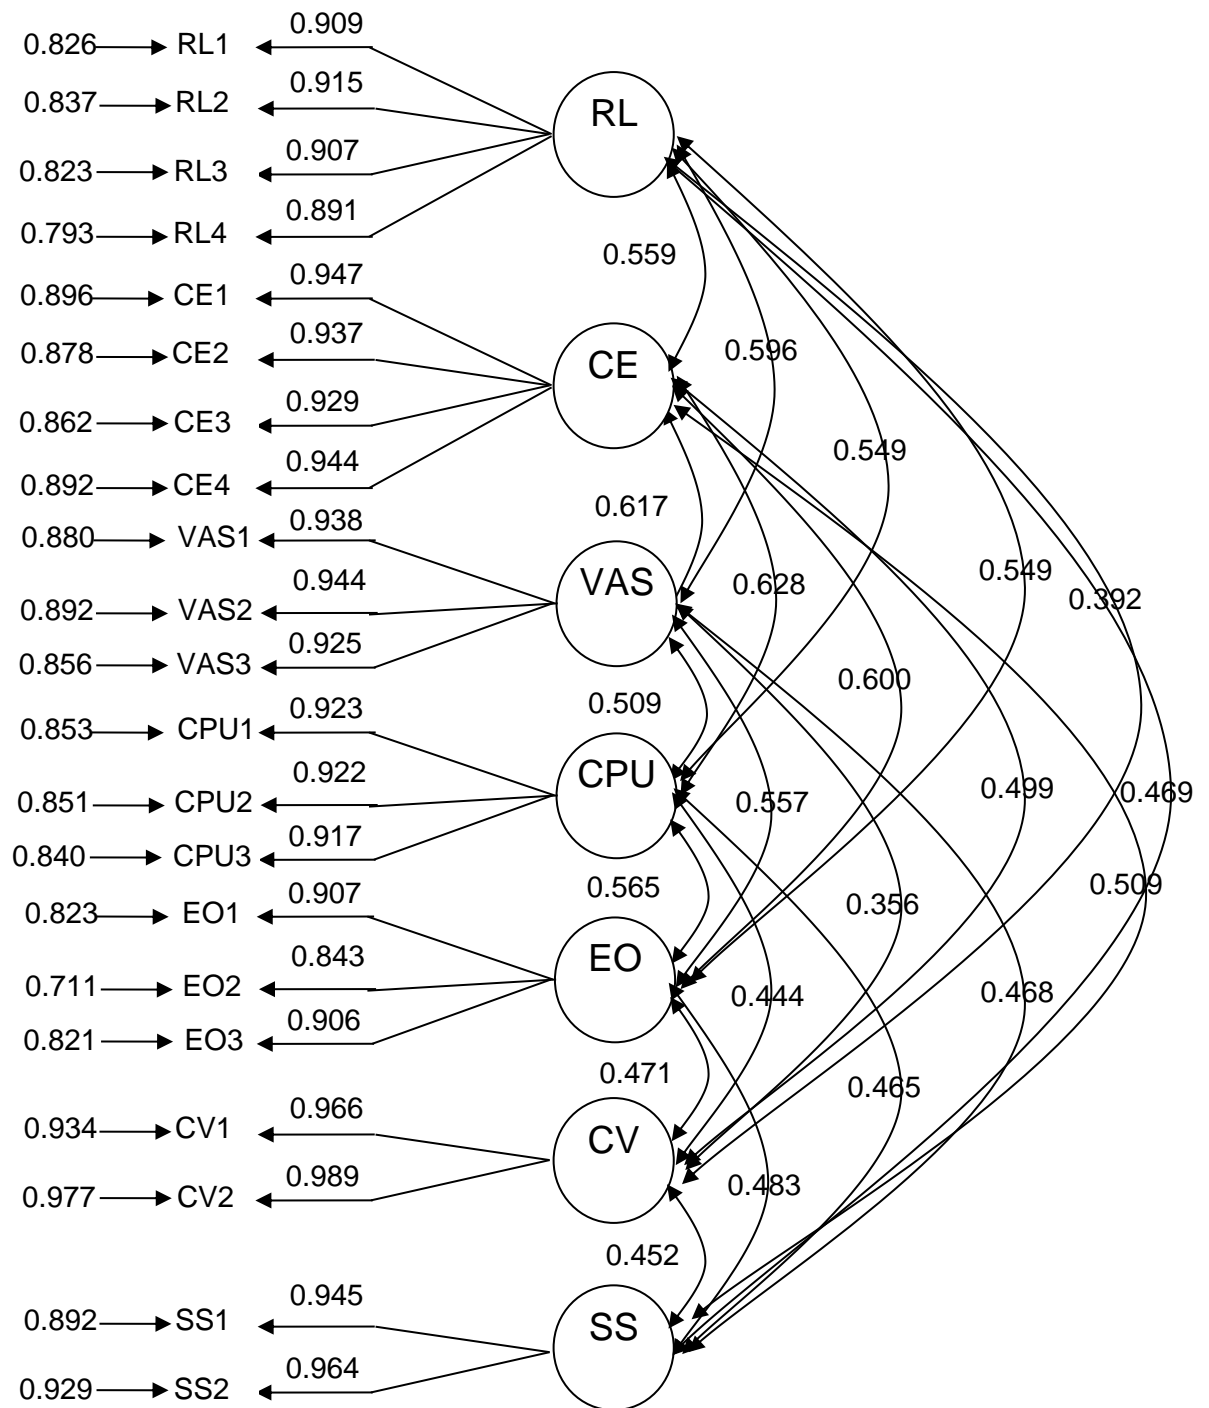 0.909
0.826 RL1
0.915
0.837 RL2
RL
0.907
0.823 RL3
0.891
0.793 RL4
0.559
0.947
0.896 CE1
0.937
0.878 CE2
0.596
CE
0.929
0.862 CE3
0.549
0.944
0.892 CE4
0.617
0.938
0.880 VAS1
0.549
0.944
VAS
0.628
0.392
0.892 VAS2
0.925
0.856 VAS3
0.600
0.509
0.923
0.853 CPU1
0.922
CPU
0.499
0.469
0.851 CPU2
0.557
0.917
0.840 CPU3
0.565
0.509
0.907
0.823 EO1
0.356
0.843
EO
0.711 EO2
0.444
0.468
0.906
0.821 EO3
0.471
0.465
0.966
0.934 CV1
CV
0.989
0.977 CV2
0.483
0.452
0.945
0.892 SS1
SS
0.964
0.929 SS2